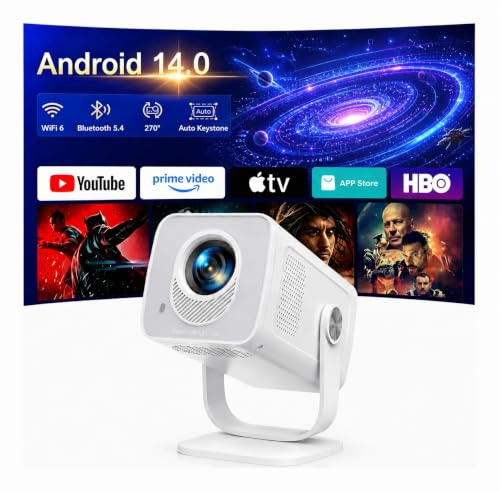 Android 14.0
WiFi 6
Bluetooth 5.4
270°
Auto
Auto Keystone
YouTube
prime video
tv
APP Store
HBO